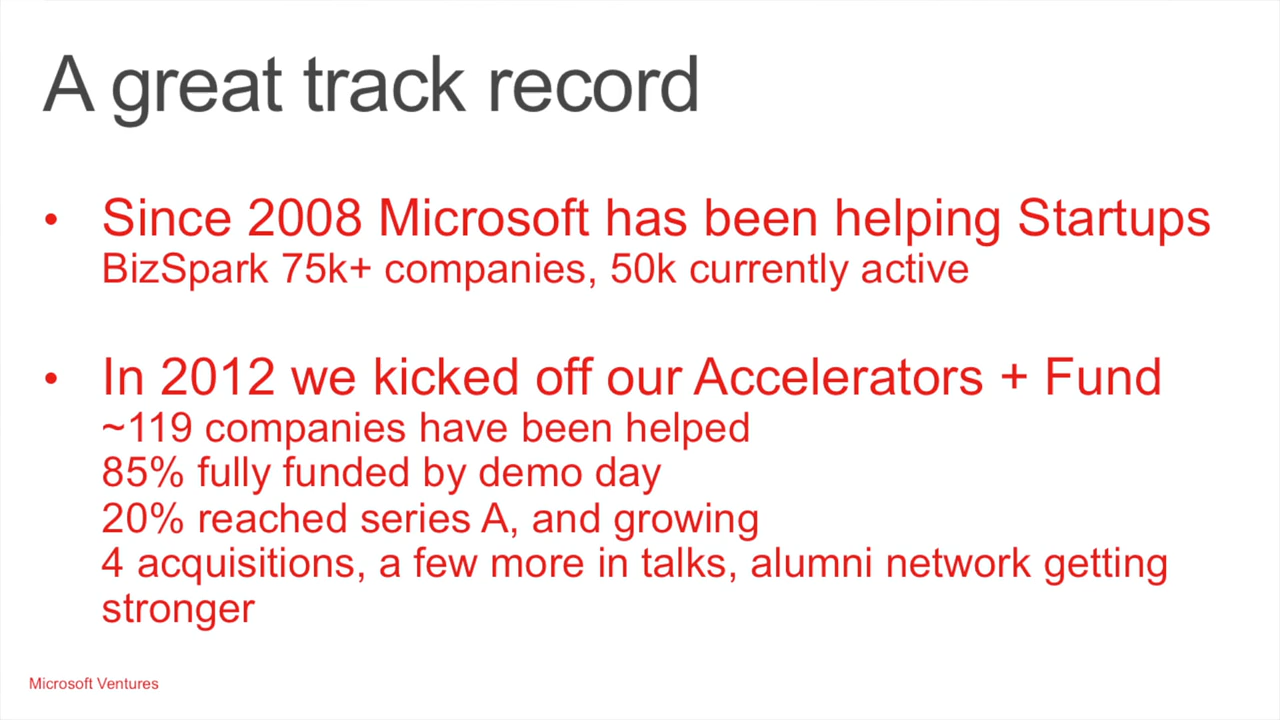 A great track record
• Since 2008 Microsoft has been helping Startups
BizSpark 75k+ companies, 50k currently active
• In 2012 we kicked off our Accelerators + Fund
~119 companies have been helped
85% fully funded by demo day
20% reached series A, and growing
4 acquisitions, a few more in talks, alumni network getting
stronger
Microsoft Ventures